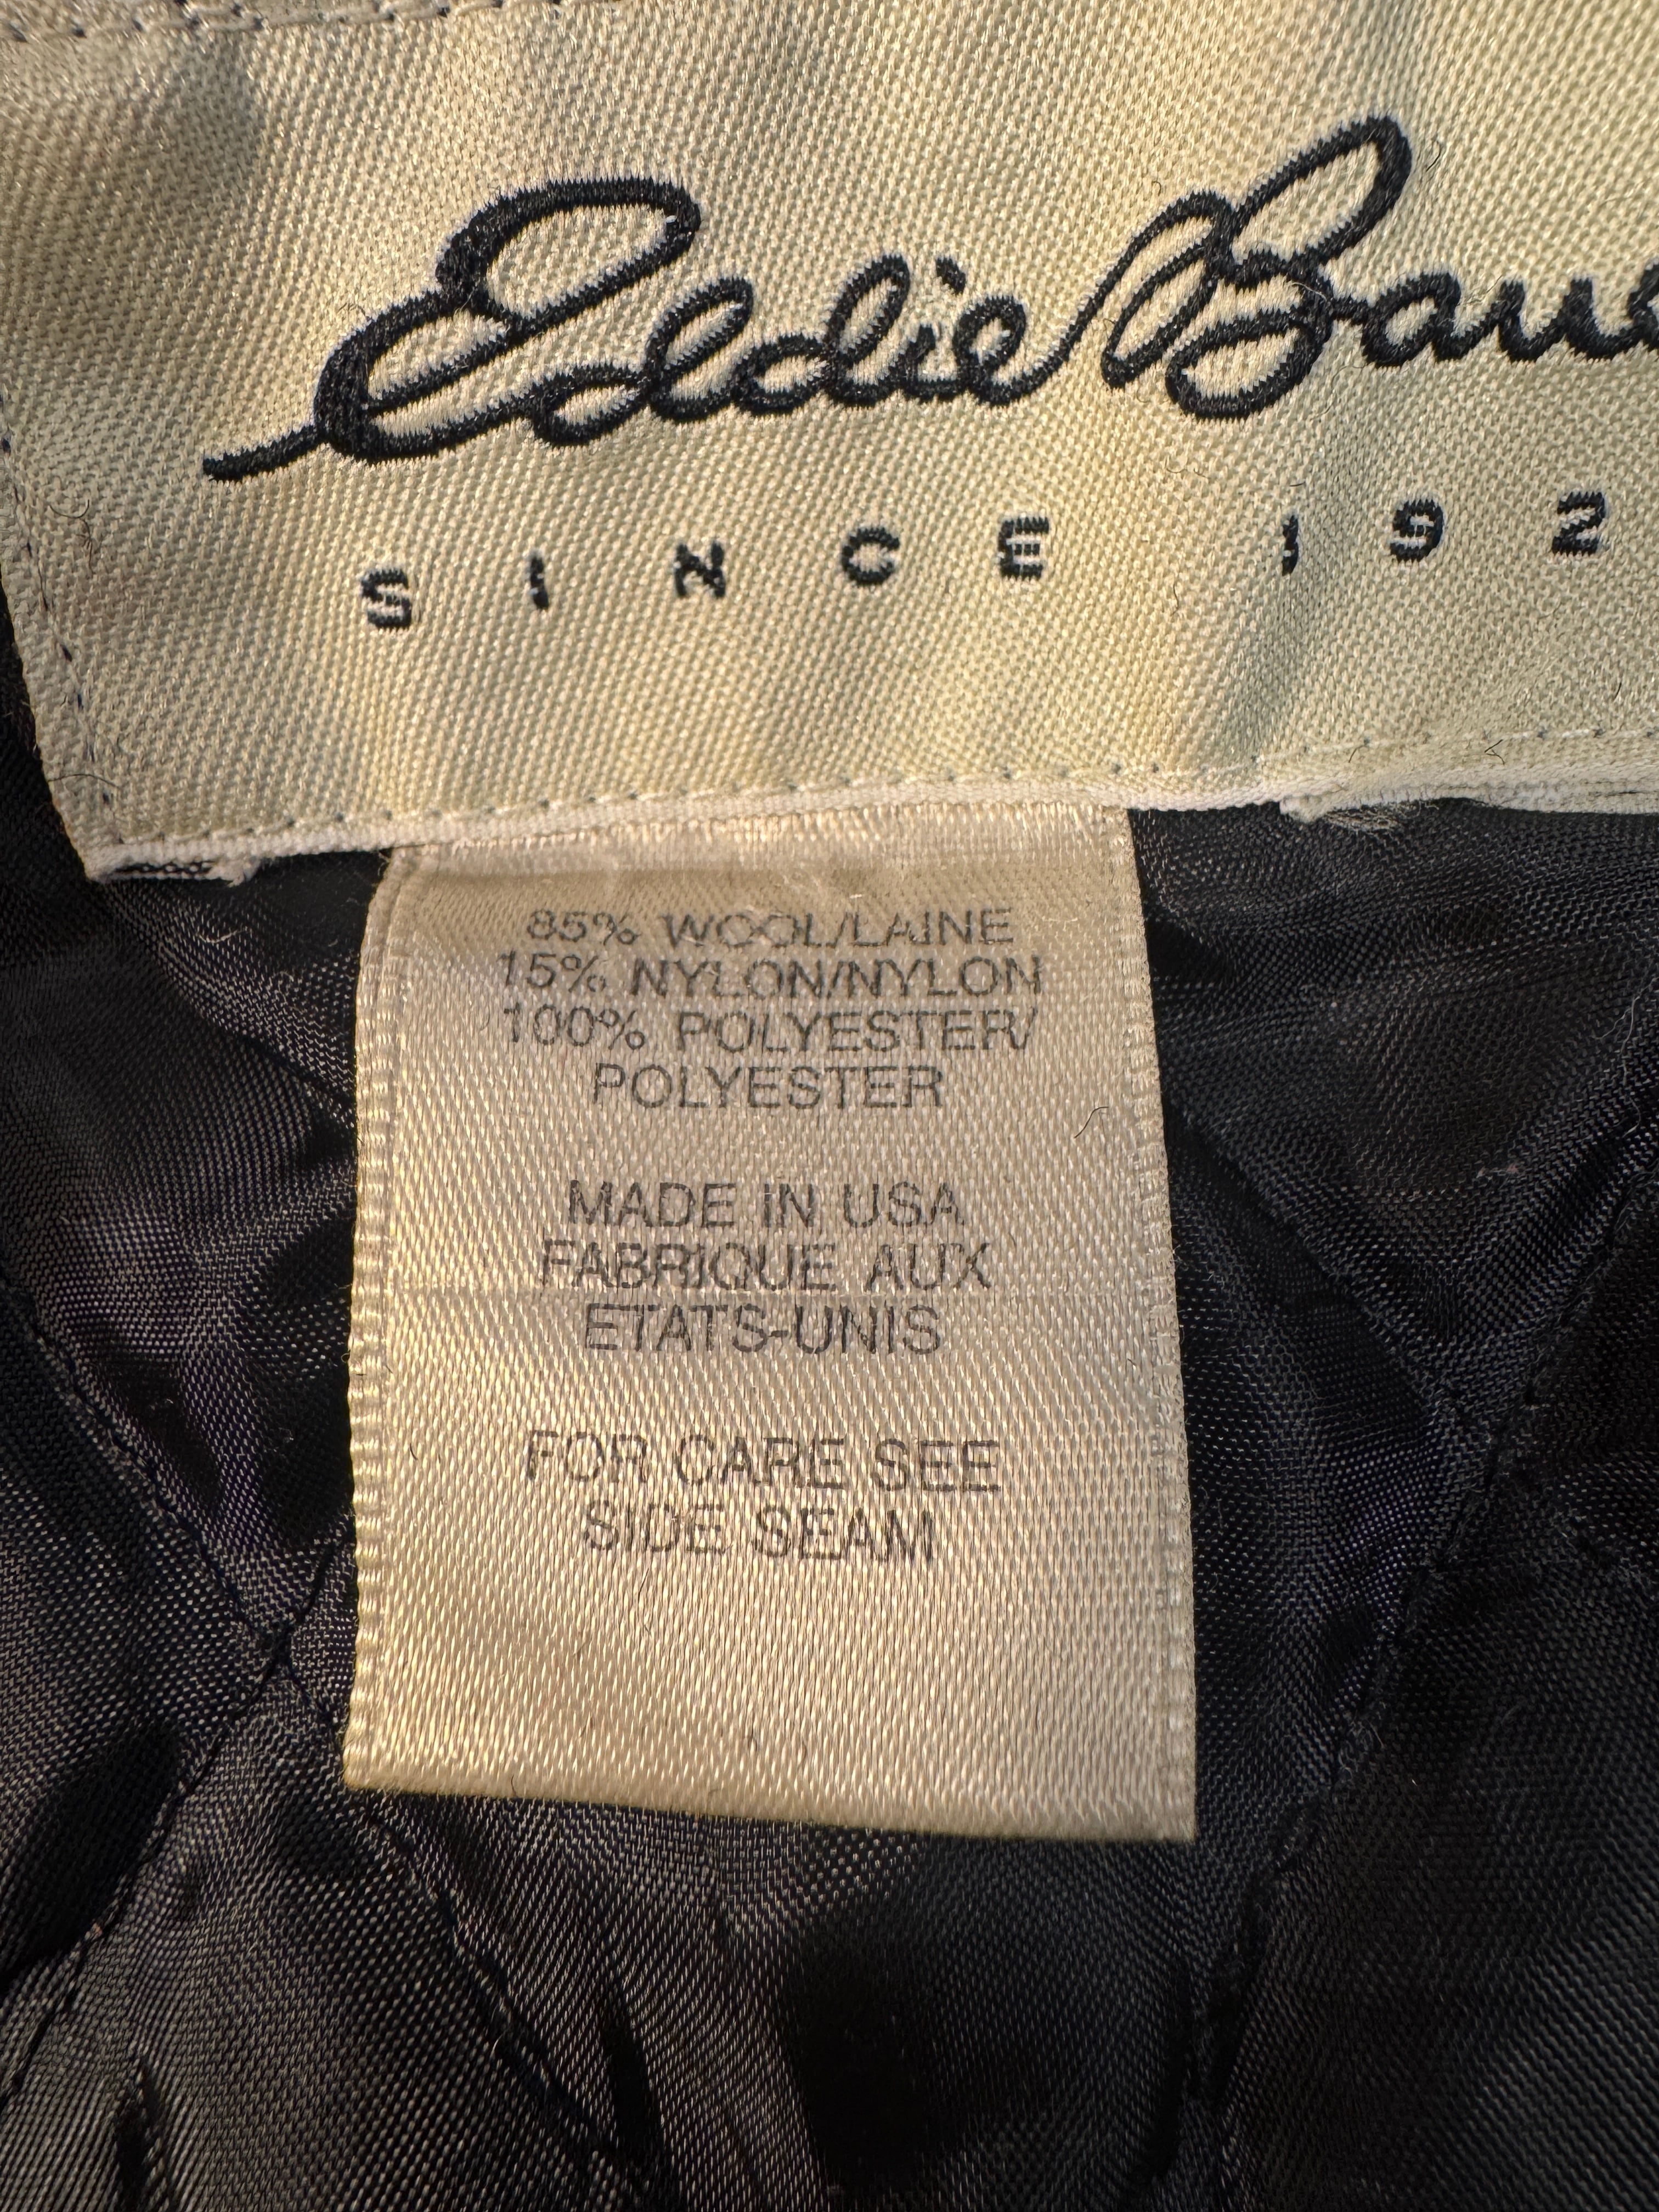 Eddie Baue
SINCE 192
85% WOOL/LAINE
15% NYLON/NYLON
100% POLYESTER/
POLYESTER
MADE IN USA
FABRIQUE AUX
ETATS-UNIS
FOR CARE SEE
SIDE SEAM